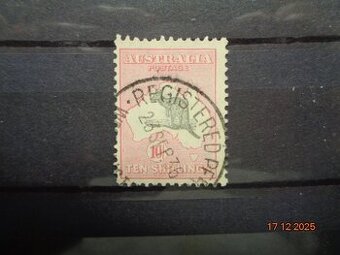 AUSTRALIA
POSTAGE
REGISTERED
10/-
TEN SHILLINGS
17 12 2025